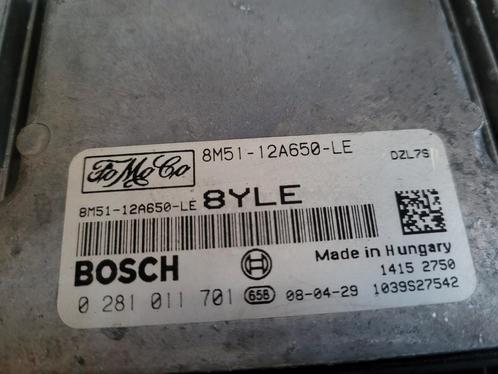 FoMoCo 8M51-12A650-LE DZL7S
8M51-12A650-LE 8YLE
BOSCH Made in Hungary
1415 2750
0 281 011 701 656 08-04-29 1039S27542